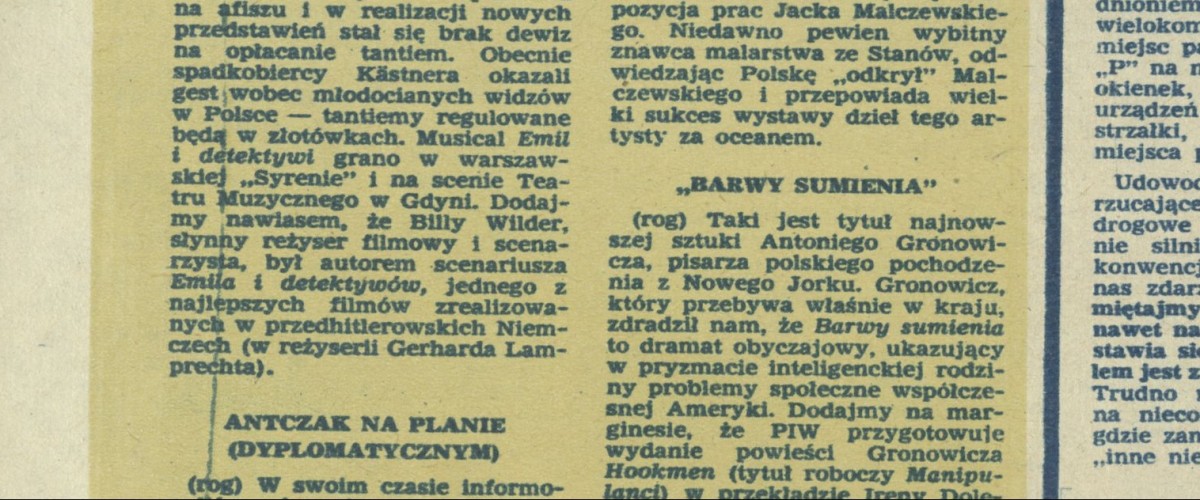 na afiszu i w realizacji nowych
przedstawień stał się brak dewiz
na opłacanie tantiem. Obecnie
spadkobiercy Kästnera okazali
gest wobec młodocianych widzów
w Polsce — tantiemy regulowane
będą w złotówkach. Musical Emil
i detektywi grano w warszaw-
skiej „Syrenie” i na scenie Tea-
tru Muzycznego w Gdyni. Dodaj-
my nawiasem, że Billy Wilder,
słynny reżyser filmowy i scena-
rzysta, był autorem scenariusza
Emila i detektywów, jednego z
najlepszych filmów zrealizowa-
nych w przedhitlerowskich Niem-
czech (w reżyserii Gerharda Lam-
prechta).
ANTCZAK NA PLANIE
(DYPLOMATYCZNYM)
(rog) W swoim czasie informo-
pozycja prac Jacka Malczewskie-
go. Niedawno pewien wybitny
znawca malarstwa ze Stanów, od-
wiedzając Polskę „odkrył” Mal-
czewskiego i przepowiada wiel-
ki sukces wystawy dzieł tego ar-
tysty za oceanem.
„BARWY SUMIENIA”
(rog) Taki jest tytuł najnow-
szej sztuki Antoniego Gronowi-
cza, pisarza polskiego pochodze-
nia z Nowego Jorku. Gronowicz,
który przebywa właśnie w kraju,
zdradził nam, że Barwy sumienia
to dramat obyczajowy, ukazujący
w pryzmacie inteligenckiej rodzi-
ny problemy społeczne współcze-
snej Ameryki. Dodajmy na mar-
ginesie, że PIW przygotowuje
wydanie powieści Gronowicza
Hookmen (tytuł roboczy Manipu-
lanci) w przekładzie Ireny Dole-
dnieniem
wielokon
miejsc p
„P” na n
okienek,
urządzeń
strzałki,
miejsca p
Udowod
rzucające
drogowe
nie silni
konwencj
nas zdarz
miętajmy
nawet na
stawia się
lem jest z
Trudno
na nieco
gdzie zam
„inne nie